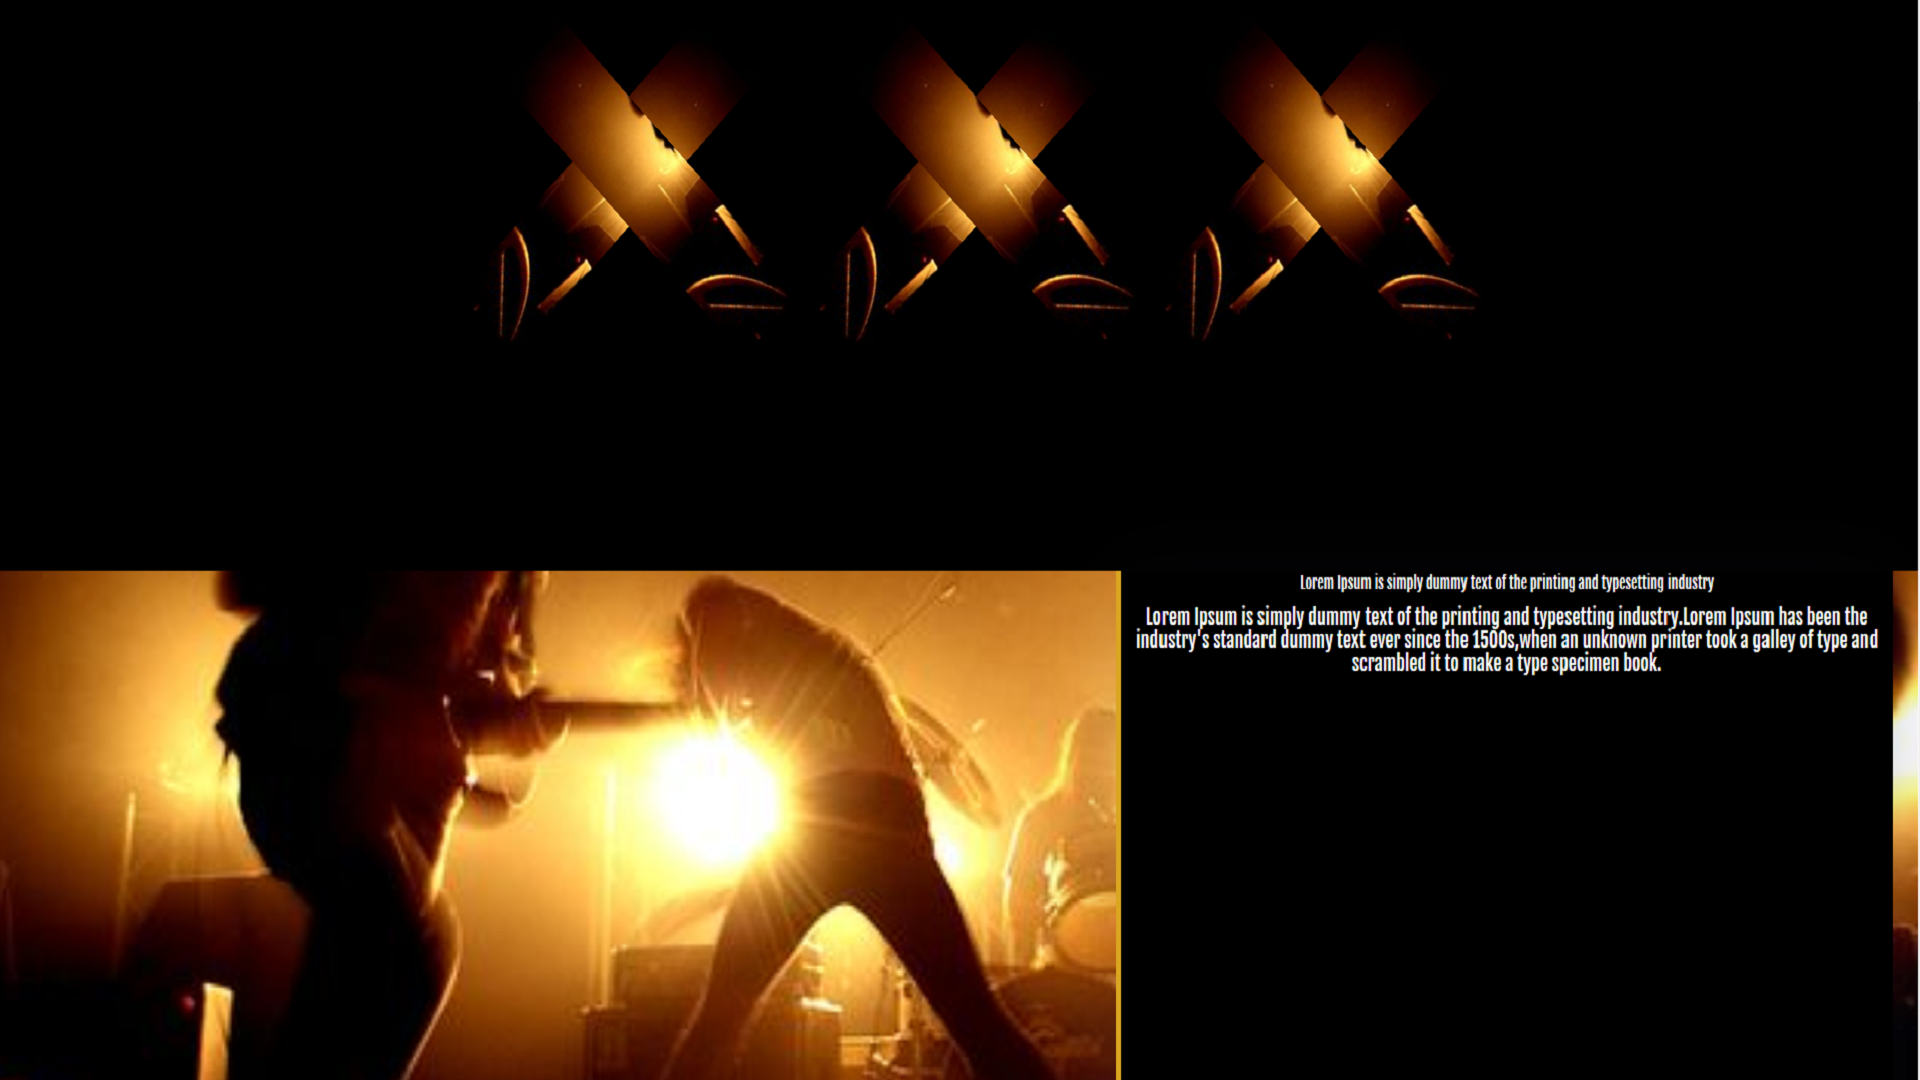 Lorem Ipsum is simply dummy text of the printing and typesetting industry
Lorem Ipsum is simply dummy text of the printing and typesetting industry.Lorem Ipsum has been the
industry's standard dummy text ever since the 1500s,when an unknown printer took a galley of type and
scrambled it to make a type specimen book.